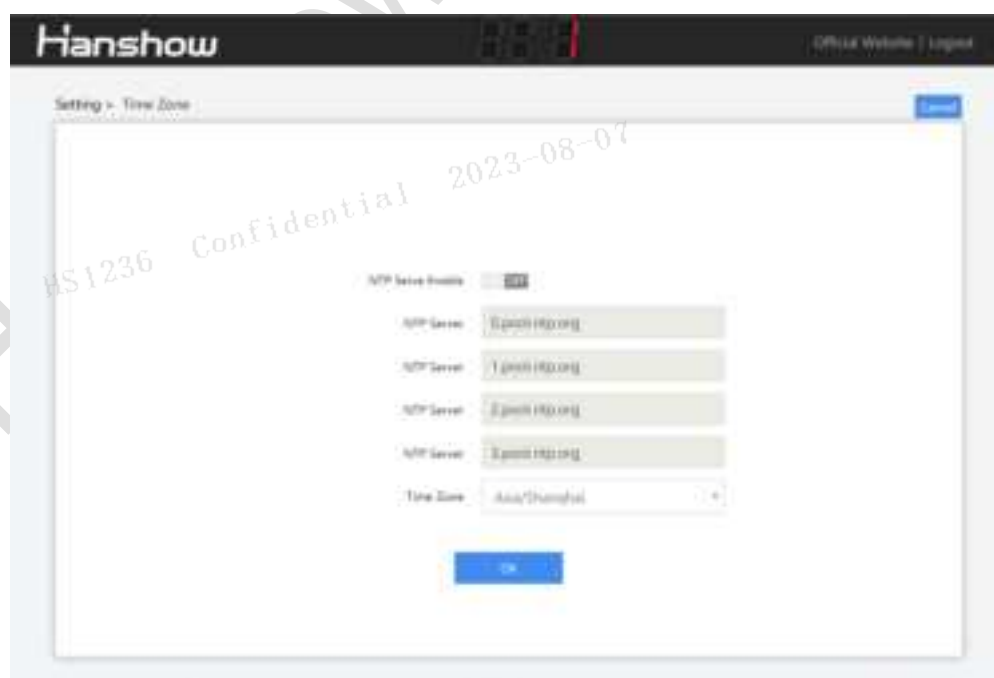 Hanshow
Official Website | Logout
Setting > Time Zone
Cancel
HS1236 Confidential 2023-08-07
NTP Serve Enable OFF
NTP Server 0.pool.ntp.org
NTP Server 1.pool.ntp.org
NTP Server 2.pool.ntp.org
NTP Server 3.pool.ntp.org
Time Zone Asia/Shanghai
OK